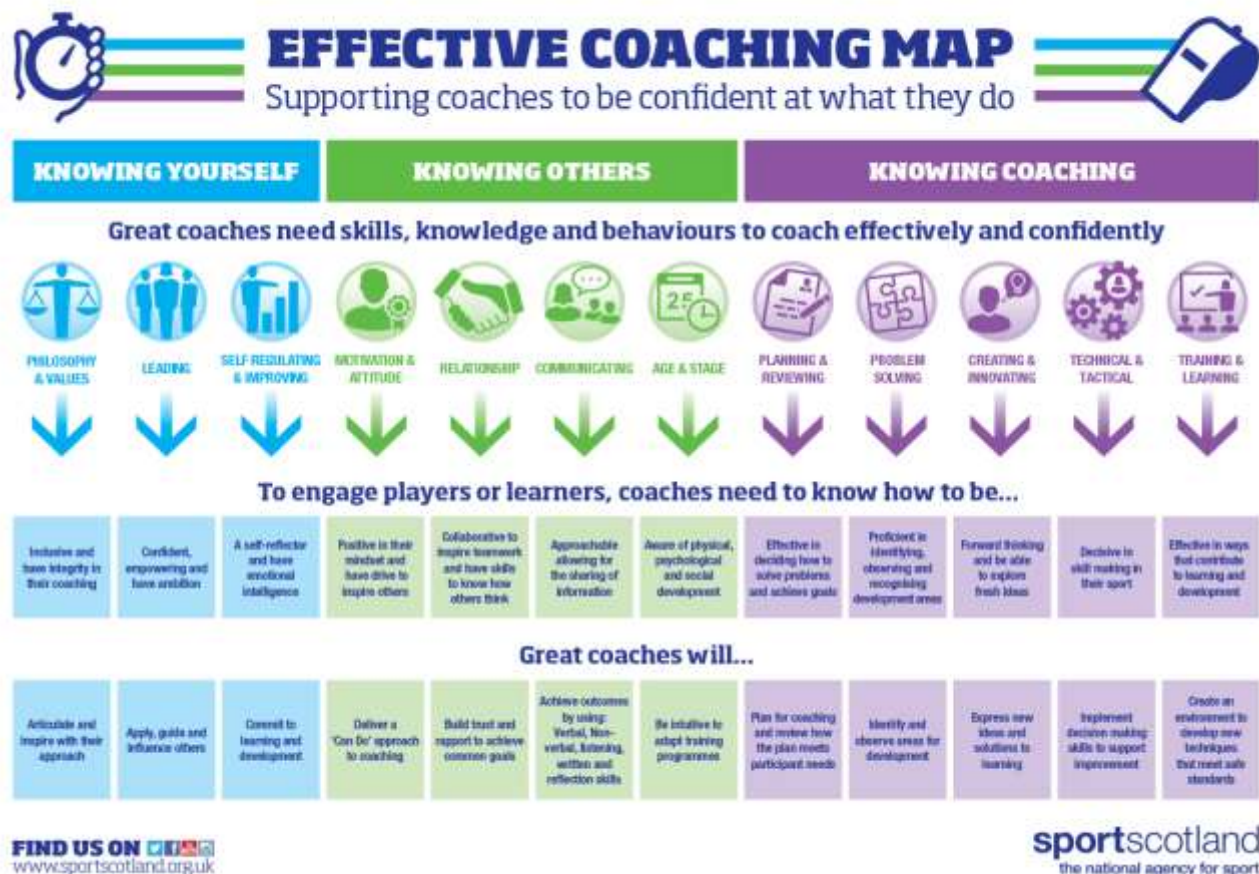 EFFECTIVE COACHING MAP
Supporting coaches to be confident at what they do
KNOWING YOURSELF
KNOWING OTHERS
KNOWING COACHING
Great coaches need skills, knowledge and behaviours to coach effectively and confidently
PHILOSOPHY
& VALUES
LEADING
SELF REGULATING
& IMPROVING
MOTIVATION &
ATTITUDE
RELATIONSHIP
COMMUNICATING
25
AGE & STAGE
PLANNING &
REVIEWING
PROBLEM
SOLVING
CREATING &
INNOVATING
TECHNICAL &
TACTICAL
TRAINING &
LEARNING
To engage players or learners, coaches need to know how to be...
Inclusive and
have integrity in
their coaching
Confident,
empowering and
have ambition
A self-reflector
and have
emotional
intelligence
Positive in their
mindset and
have drive to
inspire others
Collaborative to
inspire teamwork
and have skills
to know how
others think
Approachable
allowing for
the sharing of
information
Aware of physical,
psychological
and social
development
Effective in
deciding how to
solve problems
and achieve goals
Proficient in
identifying,
observing and
recognising
development areas
Forward thinking
and be able
to explore
fresh ideas
Decisive in
skill making in
their sport
Effective in ways
that contribute
to learning and
development
Great coaches will...
Articulate and
inspire with their
approach
Apply, guide and
influence others
Commit to
learning and
development
Deliver a
'Can Do' approach
to coaching
Build trust and
rapport to achieve
common goals
Achieve outcomes
by using:
Verbal, Non-
verbal, listening,
written and
reflection skills
Be intuitive to
adapt training
programmes
Plan for coaching
and review how
the plan meets
participant needs
Identify and
observe areas for
development
Express new
ideas and
solutions to
learning
Implement
decision making
skills to support
improvement
Create an
environment to
develop new
techniques
that meet safe
standards
FIND US ON
www.sportscotland.org.uk
sportscotland
the national agency for sport